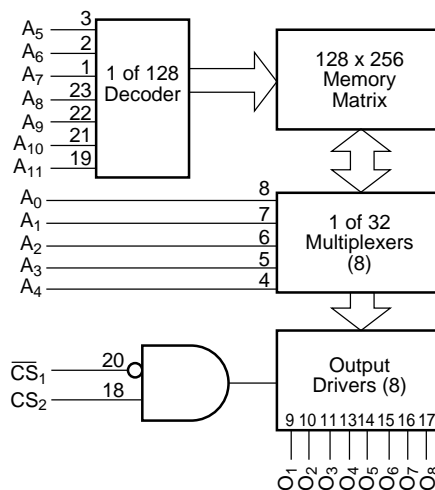 A5 3
A6 2
A7 1
A8 23
A9 22
A10 21
A11 19
1 of 128
Decoder
128 x 256
Memory
Matrix
A0 8
A1 7
A2 6
A3 5
A4 4
1 of 32
Multiplexers
(8)
C̅S̅1 20
CS2 18
Output
Drivers (8)
9 10 11 13 14 15 16 17
O1 O2 O3 O4 O5 O6 O7 O8